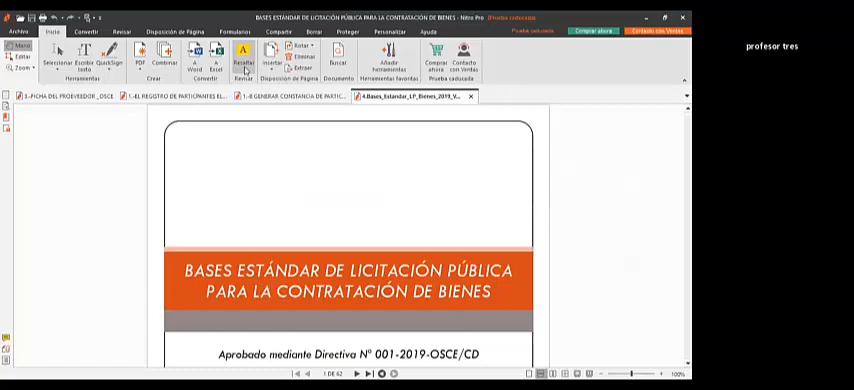 BASES ESTÁNDAR DE LICITACIÓN PÚBLICA PARA LA CONTRATACIÓN DE BIENES - Nitro Pro (Prueba caducada)
Archivo Inicio Convertir Revisar Disposición de Página Formularios Compartir Borrar Proteger Personalizar Ayuda Prueba caducada Comprar ahora Contacto con Ventas
profesor tres
Mano
Editar
Zoom
Seleccionar
Escribir texto
QuickSign
PDF
Combinar
A Word
A Excel
Resaltar
Insertar
Rotar
Eliminar
Extraer
Buscar
Añadir herramientas
Comprar ahora
Contacto con Ventas
Herramientas Crear Convertir Revisar Disposición de Página Documento Herramientas favoritas Prueba caducada
3.-FICHA DEL PROEVEEDOR _OSCE
1.-EL REGISTRO DE PARTICIPANTES EL...
1.-6 GENERAR CONSTANCIA DE PARTIC...
4.Bases_Estandar_LP_Bienes_2019_V...
BASES ESTÁNDAR DE LICITACIÓN PÚBLICA
PARA LA CONTRATACIÓN DE BIENES
Aprobado mediante Directiva Nº 001-2019-OSCE/CD
1 DE 62
100%